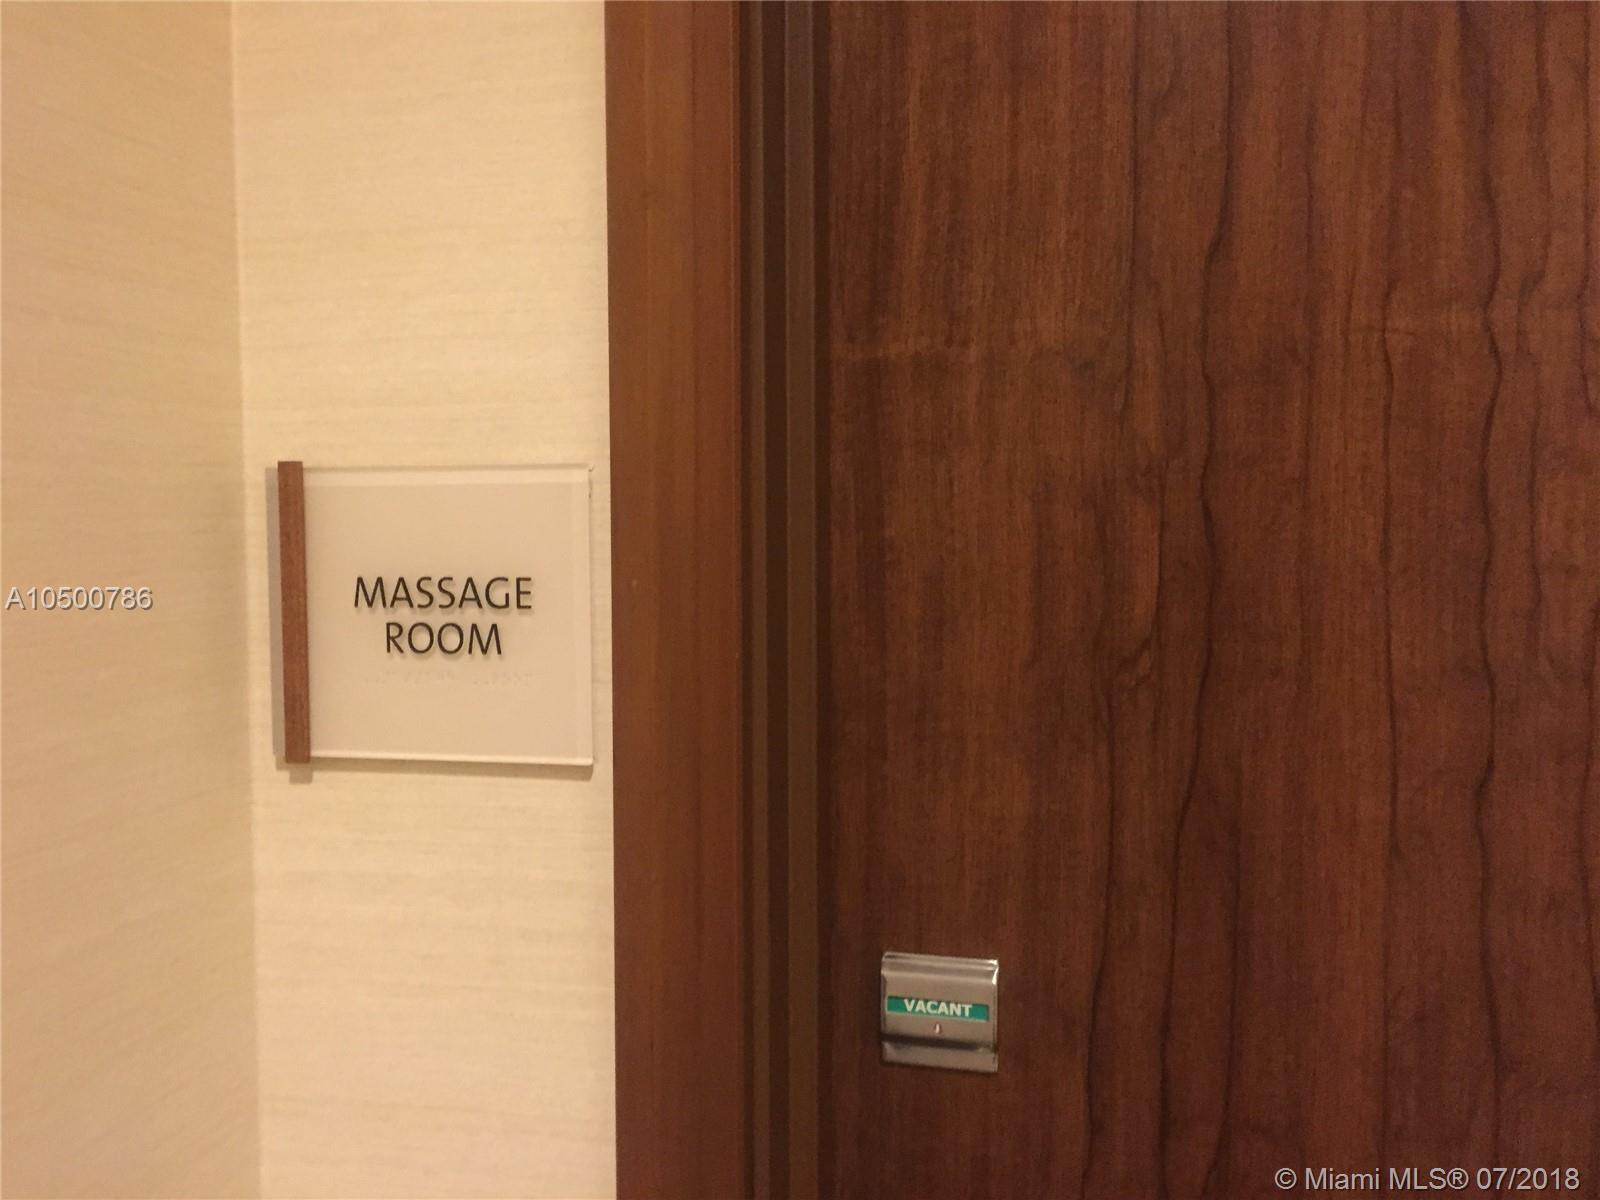 A10500786
MASSAGE
ROOM
VACANT
© Miami MLS® 07/2018